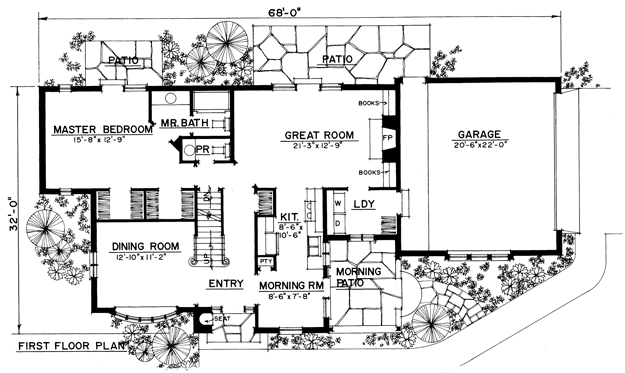 68'-0"
PATIO
PATIO
BOOKS
MASTER BEDROOM
15'-8" x 12'-9"
MR. BATH
GREAT ROOM
21'-3" x 12'-9"
FP
GARAGE
20'-6" x 22'-0"
PR
BOOKS
32'-0"
DN
W
D
LDY
KIT.
8'-6" x
10'-6"
DINING ROOM
12'-10" x 11'-2"
UP
PTY
ENTRY
MORNING RM
8'-6" x 7'-8"
MORNING
PATIO
SEAT
FIRST FLOOR PLAN